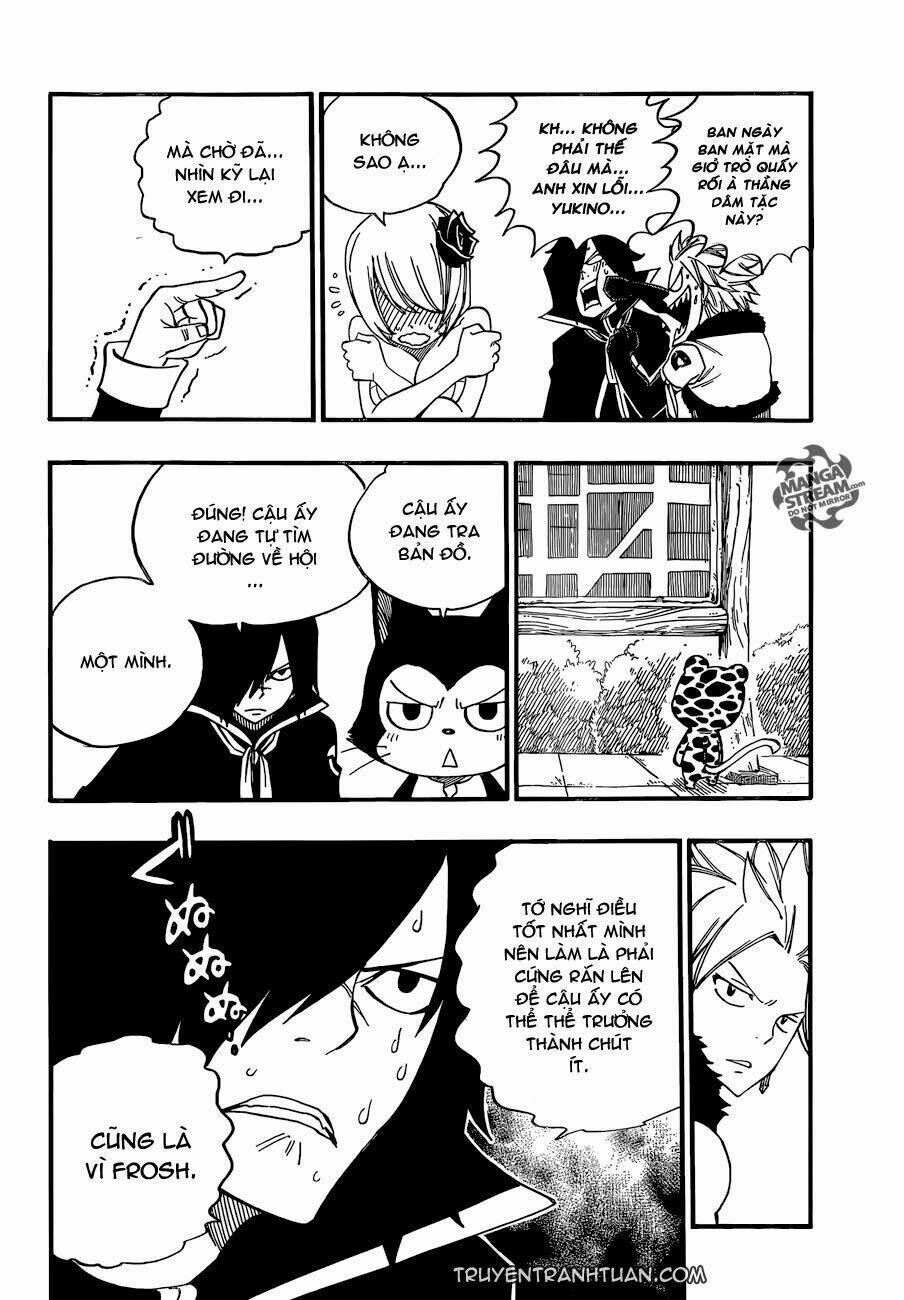 BAN NGÀY
BAN MẶT MÀ
GIỞ TRÒ QUẤY
RỐI À THẰNG
DÂM TẶC
NÀY?
KH... KHÔNG
PHẢI THẾ
ĐÂU MÀ...
ANH XIN LỖI...
YUKINO...
KHÔNG
SAO Ạ...
MÀ CHỜ ĐÃ...
NHÌN KỸ LẠI
XEM ĐI...
MANGA
STREAM.com
DO NOT MIRROR
CẬU ẤY
ĐANG TRA
BẢN ĐỒ.
ĐÚNG! CẬU ẤY
ĐANG TỰ TÌM
ĐƯỜNG VỀ HỘI
...
MỘT MÌNH.
TỚ NGHĨ ĐIỀU
TỐT NHẤT MÌNH
NÊN LÀM LÀ PHẢI
CỨNG RẮN LÊN
ĐỂ CẬU ẤY CÓ
THỂ THỂ TRƯỞNG
THÀNH CHÚT
ÍT.
ぐぬぬぬ
CŨNG LÀ
VÌ FROSH.
TRUYENTRANHTUAN.COM